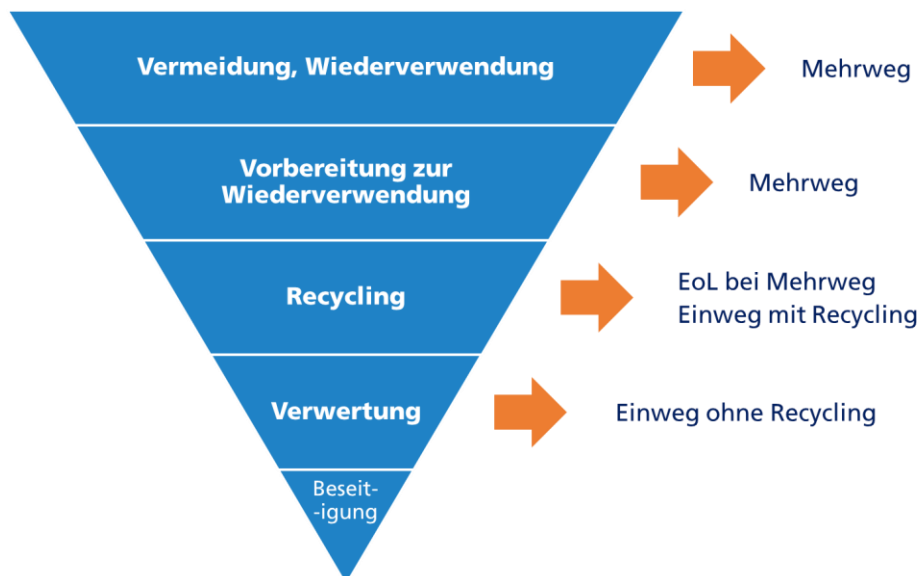 Vermeidung, Wiederverwendung
Mehrweg
Vorbereitung zur
Wiederverwendung
Mehrweg
Recycling
EoL bei Mehrweg
Einweg mit Recycling
Verwertung
Einweg ohne Recycling
Beseit-
-igung